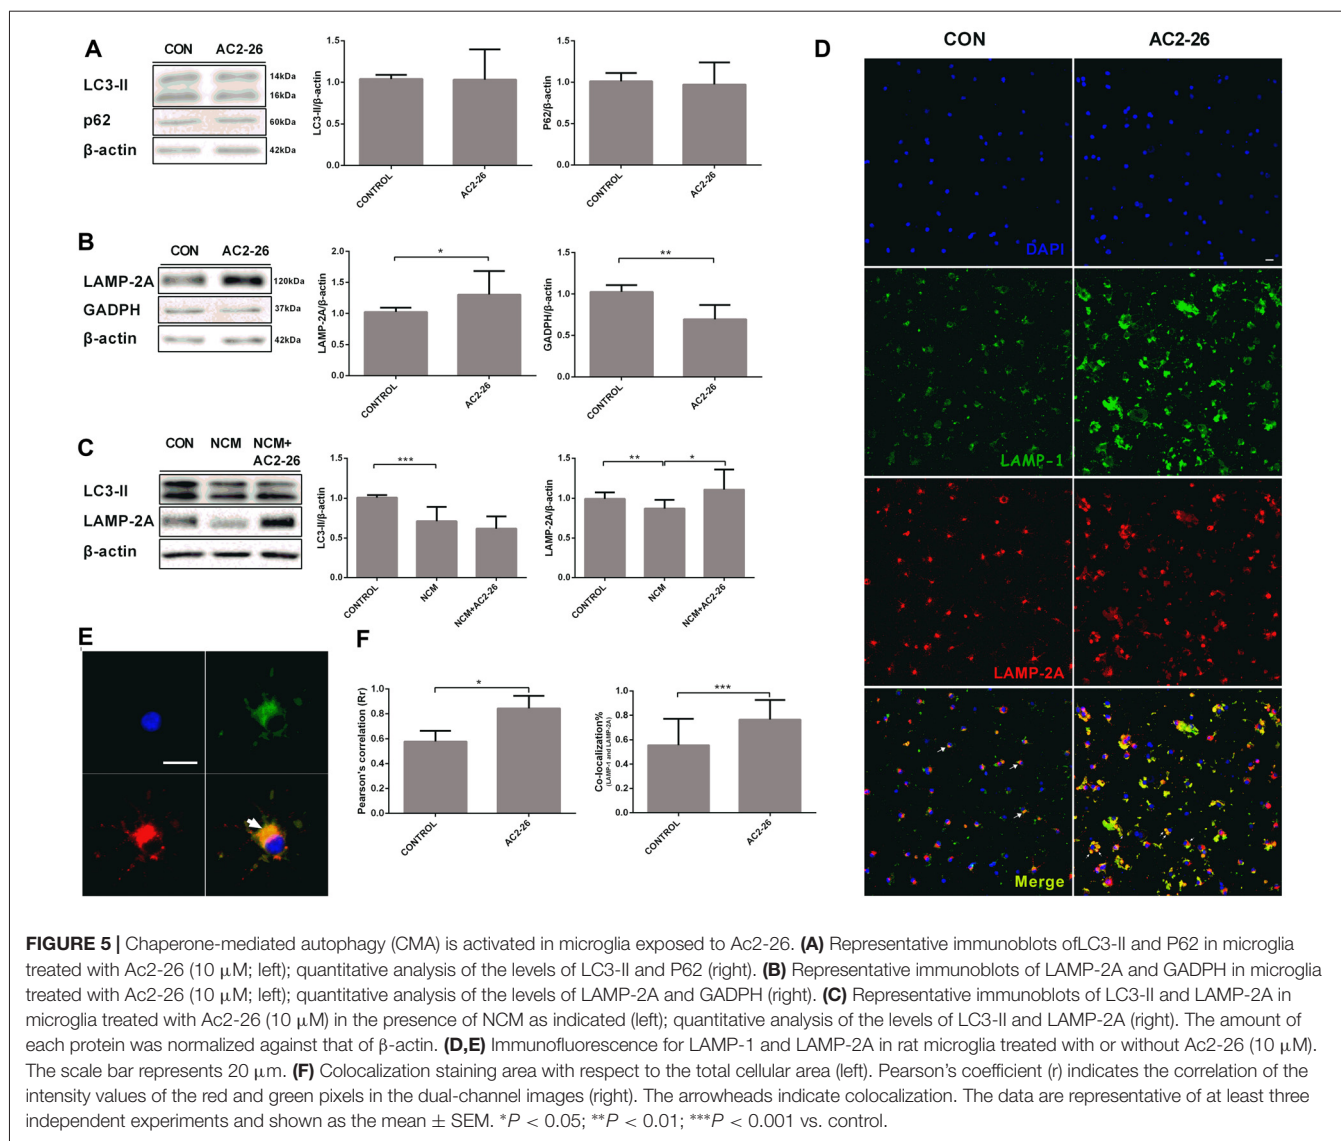 A
CON AC2-26
LC3-II
14kDa
16kDa
p62
60kDa
β-actin
42kDa
LC3-II/β-actin
1.5
1.0
0.5
0.0
CONTROL
AC2-26
P62/β-actin
1.5
1.0
0.5
0.0
CONTROL
AC2-26
B
CON AC2-26
LAMP-2A
120kDa
GADPH
37kDa
β-actin
42kDa
LAMP-2A/β-actin
2.0
1.5
1.0
0.5
0.0
*
CONTROL
AC2-26
GADPH/β-actin
1.5
1.0
0.5
0.0
**
CONTROL
AC2-26
C
CON NCM NCM+
AC2-26
LC3-II
LAMP-2A
β-actin
LC3-II/β-actin
1.5
1.0
0.5
0.0
***
CONTROL
NCM
NCM+AC2-26
LAMP-2A/β-actin
1.5
1.0
0.5
0.0
** *
CONTROL
NCM
NCM+AC2-26
D
CON AC2-26
DAPI
LAMP-1
LAMP-2A
Merge
E
F
Pearson's correlation (Rr)
1.0
0.8
0.6
0.4
0.2
0.0
*
CONTROL
AC2-26
Co-localization%
(LAMP-1 and LAMP-2A)
1.0
0.8
0.6
0.4
0.2
0.0
***
CONTROL
AC2-26
FIGURE 5 | Chaperone-mediated autophagy (CMA) is activated in microglia exposed to Ac2-26. (A) Representative immunoblots ofLC3-II and P62 in microglia
treated with Ac2-26 (10 μM; left); quantitative analysis of the levels of LC3-II and P62 (right). (B) Representative immunoblots of LAMP-2A and GADPH in microglia
treated with Ac2-26 (10 μM; left); quantitative analysis of the levels of LAMP-2A and GADPH (right). (C) Representative immunoblots of LC3-II and LAMP-2A in
microglia treated with Ac2-26 (10 μM) in the presence of NCM as indicated (left); quantitative analysis of the levels of LC3-II and LAMP-2A (right). The amount of
each protein was normalized against that of β-actin. (D,E) Immunofluorescence for LAMP-1 and LAMP-2A in rat microglia treated with or without Ac2-26 (10 μM).
The scale bar represents 20 μm. (F) Colocalization staining area with respect to the total cellular area (left). Pearson's coefficient (r) indicates the correlation of the
intensity values of the red and green pixels in the dual-channel images (right). The arrowheads indicate colocalization. The data are representative of at least three
independent experiments and shown as the mean ± SEM. *P < 0.05; **P < 0.01; ***P < 0.001 vs. control.